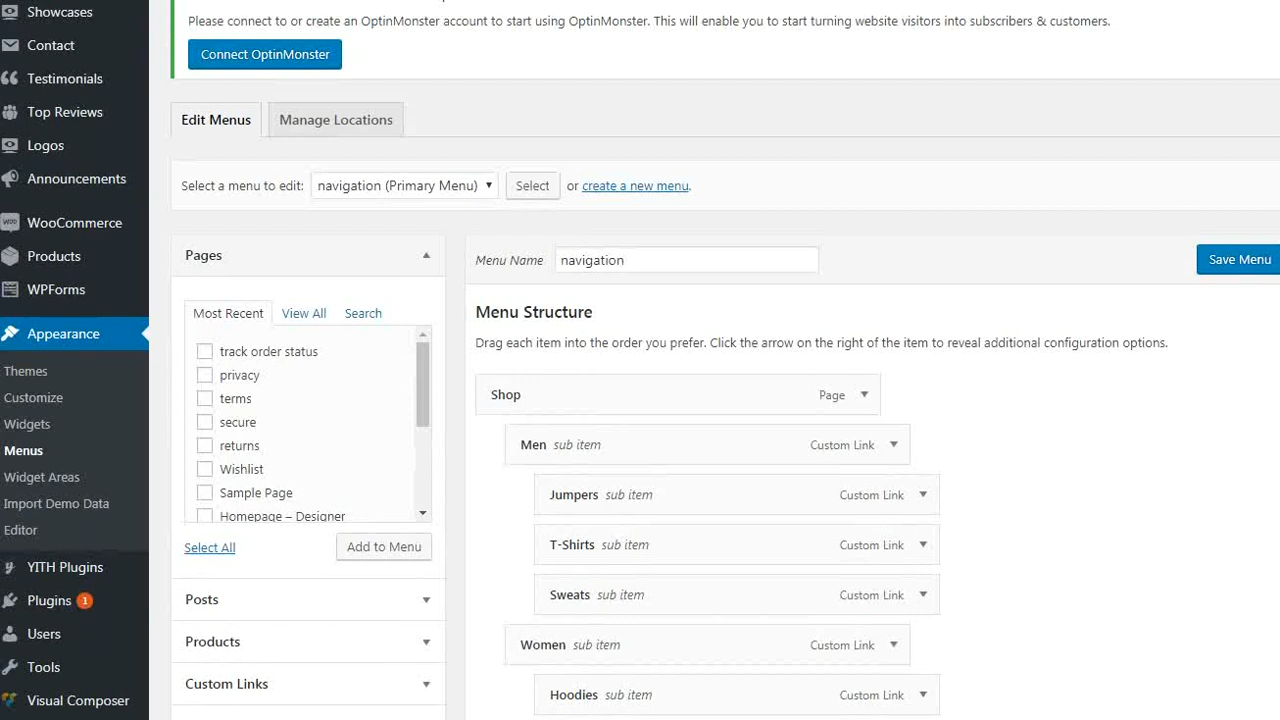 Showcases
Contact
Testimonials
Top Reviews
Logos
Announcements
WooCommerce
Products
WPForms
Appearance
Themes
Customize
Widgets
Menus
Widget Areas
Import Demo Data
Editor
YITH Plugins
Plugins 1
Users
Tools
Visual Composer
Please connect to or create an OptinMonster account to start using OptinMonster. This will enable you to start turning website visitors into subscribers & customers.
Connect OptinMonster
Edit Menus Manage Locations
Select a menu to edit: navigation (Primary Menu) Select or create a new menu.
Pages
Most Recent View All Search
track order status
privacy
terms
secure
returns
Wishlist
Sample Page
Homepage – Designer
Select All Add to Menu
Posts
Products
Custom Links
Menu Name navigation Save Menu
Menu Structure
Drag each item into the order you prefer. Click the arrow on the right of the item to reveal additional configuration options.
Shop Page
Men sub item Custom Link
Jumpers sub item Custom Link
T-Shirts sub item Custom Link
Sweats sub item Custom Link
Women sub item Custom Link
Hoodies sub item Custom Link